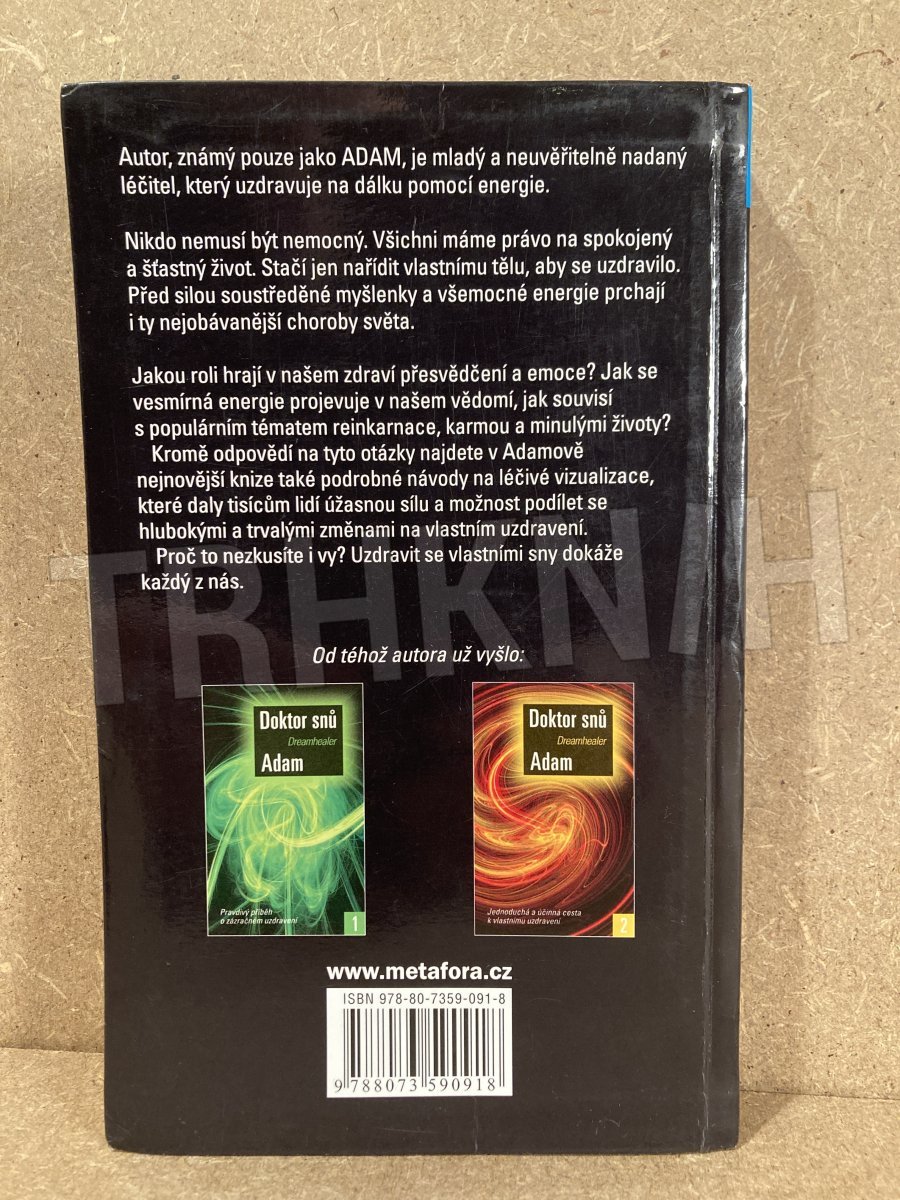 Autor, známý pouze jako ADAM, je mladý a neuvěřitelně nadaný
léčitel, který uzdravuje na dálku pomocí energie.
Nikdo nemusí být nemocný. Všichni máme právo na spokojený
a šťastný život. Stačí jen nařídit vlastnímu tělu, aby se uzdravilo.
Před silou soustředěné myšlenky a všemocné energie prchají
i ty nejobávanější choroby světa.
Jakou roli hrají v našem zdraví přesvědčení a emoce? Jak se
vesmírná energie projevuje v našem vědomí, jak souvisí
s populárním tématem reinkarnace, karmou a minulými životy?
Kromě odpovědí na tyto otázky najdete v Adamově
nejnovější knize také podrobné návody na léčivé vizualizace,
které daly tisícům lidí úžasnou sílu a možnost podílet se
hlubokými a trvalými změnami na vlastním uzdravení.
Proč to nezkusíte i vy? Uzdravit se vlastními sny dokáže
každý z nás.
TRHKNIH
Od téhož autora už vyšlo:
Doktor snů
Dreamhealer
Adam
Pravdivý příběh
o zázračném uzdravení
1
Doktor snů
Dreamhealer
Adam
Jednoduchá a účinná cesta
k vlastnímu uzdravení
2
www.metafora.cz
ISBN 978-80-7359-091-8
9 788073 590918